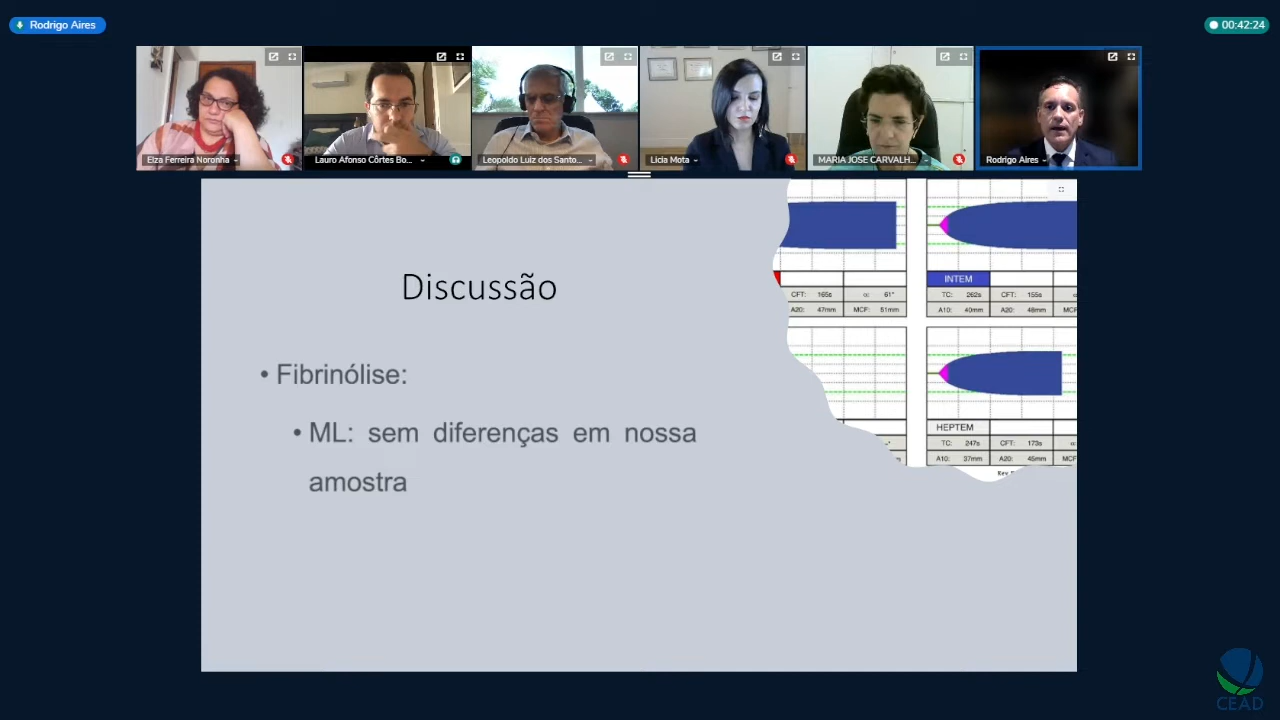 Rodrigo Aires
00:42:24
Elza Ferreira Noronha
Lauro Afonso Côrtes Bo...
Leopoldo Luiz dos Santo...
Licia Mota
MARIA JOSE CARVALH...
Rodrigo Aires
Discussão
• Fibrinólise:
• ML: sem diferenças em nossa
amostra
CFT: 165s α: 61°
A20: 47mm MCF: 51mm
INTEM
TC: 262s CFT: 155s α:
A10: 40mm A20: 48mm MCF
HEPTEM
TC: 247s CFT: 173s α:
A10: 37mm A20: 45mm MCF
CEAD